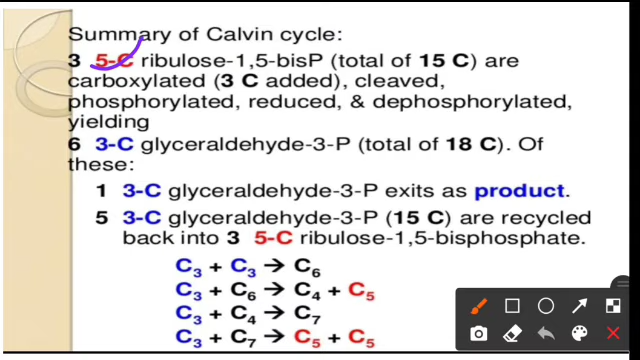 Summary of Calvin cycle:
3 5-C ribulose-1,5-bisP (total of 15 C) are
carboxylated (3 C added), cleaved,
phosphorylated, reduced, & dephosphorylated,
yielding
6 3-C glyceraldehyde-3-P (total of 18 C). Of
these:
1 3-C glyceraldehyde-3-P exits as product.
5 3-C glyceraldehyde-3-P (15 C) are recycled
back into 3 5-C ribulose-1,5-bisphosphate.
C₃ + C₃ → C₆
C₃ + C₆ → C₄ + C₅
C₃ + C₄ → C₇
C₃ + C₇ → C₅ + C₅